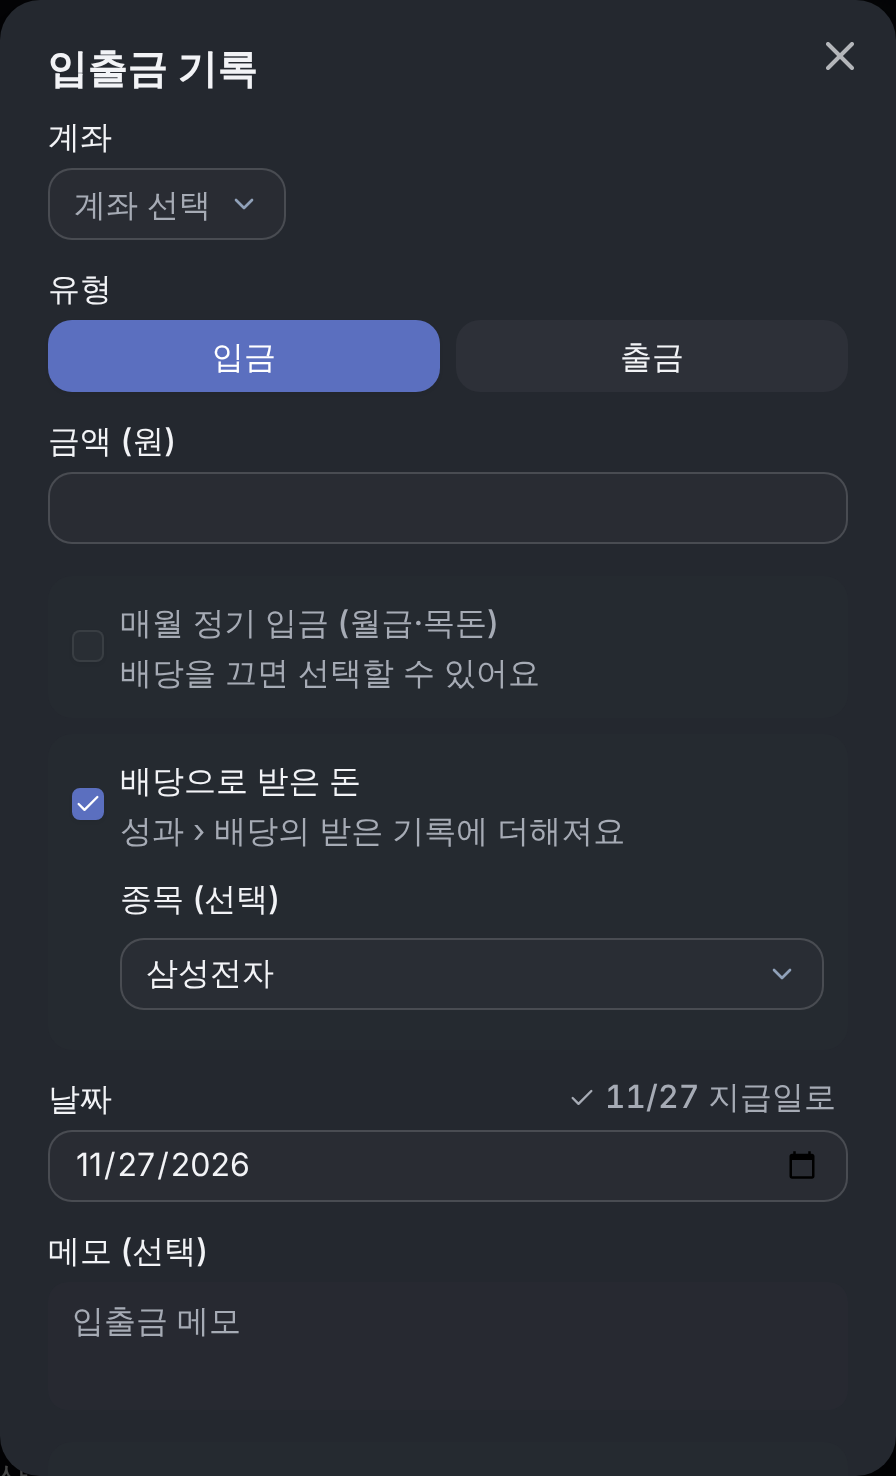 입출금 기록
계좌
계좌 선택
유형
입금
출금
금액 (원)
매월 정기 입금 (월급·목돈)
배당을 끄면 선택할 수 있어요
배당으로 받은 돈
성과 › 배당의 받은 기록에 더해져요
종목 (선택)
삼성전자
날짜
✓ 11/27 지급일로
11/27/2026
메모 (선택)
입출금 메모